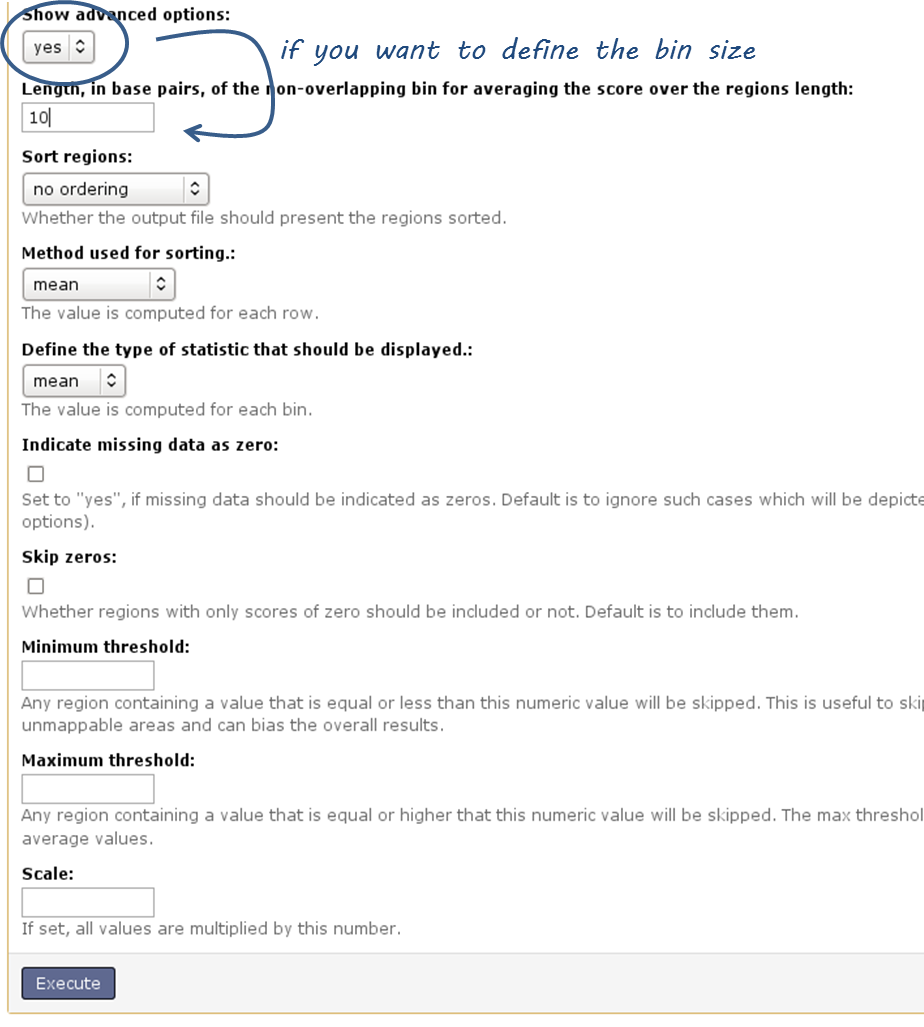 Show advanced options:
yes
if you want to define the bin size
Length, in base pairs, of the non-overlapping bin for averaging the score over the regions length:
10
Sort regions:
no ordering
Whether the output file should present the regions sorted.
Method used for sorting.:
mean
The value is computed for each row.
Define the type of statistic that should be displayed.:
mean
The value is computed for each bin.
Indicate missing data as zero:
Set to "yes", if missing data should be indicated as zeros. Default is to ignore such cases which will be depicte
options).
Skip zeros:
Whether regions with only scores of zero should be included or not. Default is to include them.
Minimum threshold:
Any region containing a value that is equal or less than this numeric value will be skipped. This is useful to ski
unmappable areas and can bias the overall results.
Maximum threshold:
Any region containing a value that is equal or higher that this numeric value will be skipped. The max threshol
average values.
Scale:
If set, all values are multiplied by this number.
Execute